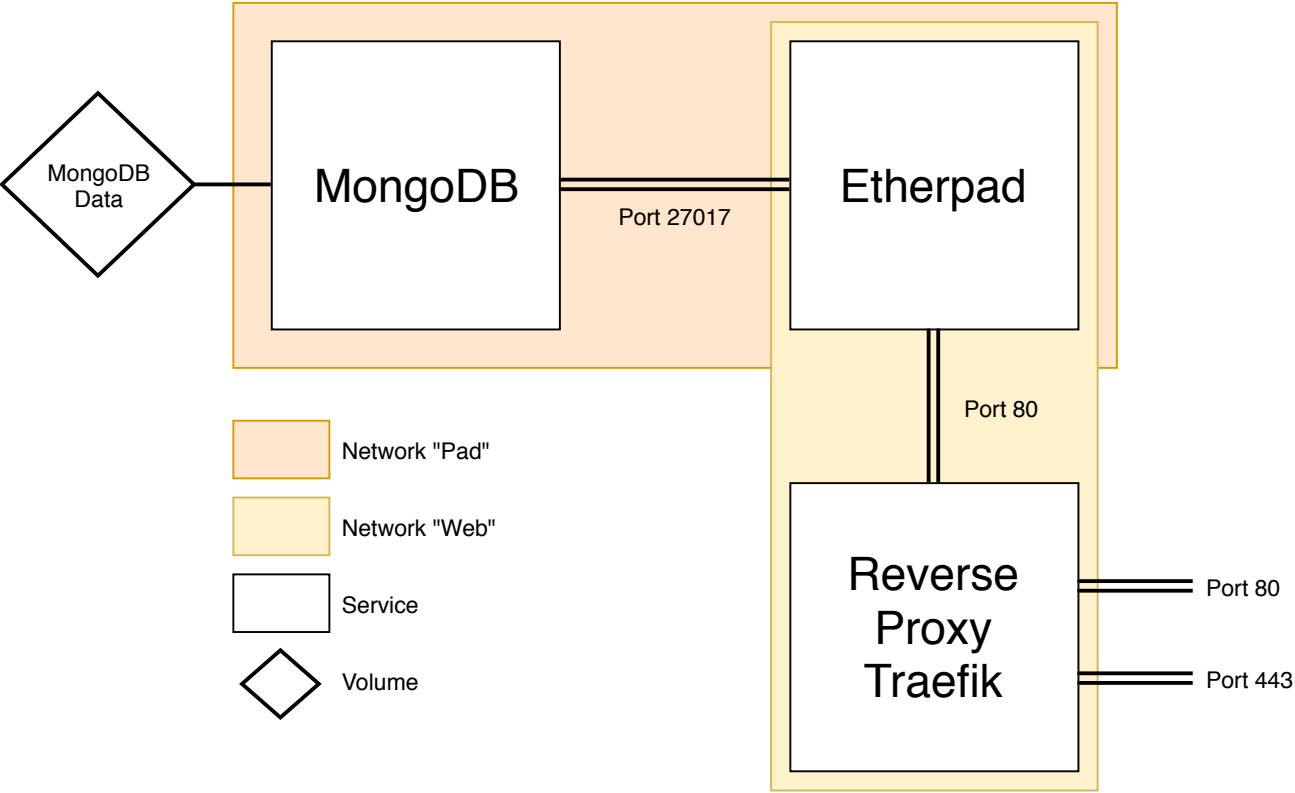 MongoDB
Data
MongoDB
Port 27017
Etherpad
Port 80
Network "Pad"
Network "Web"
Service
Volume
Reverse
Proxy
Traefik
Port 80
Port 443